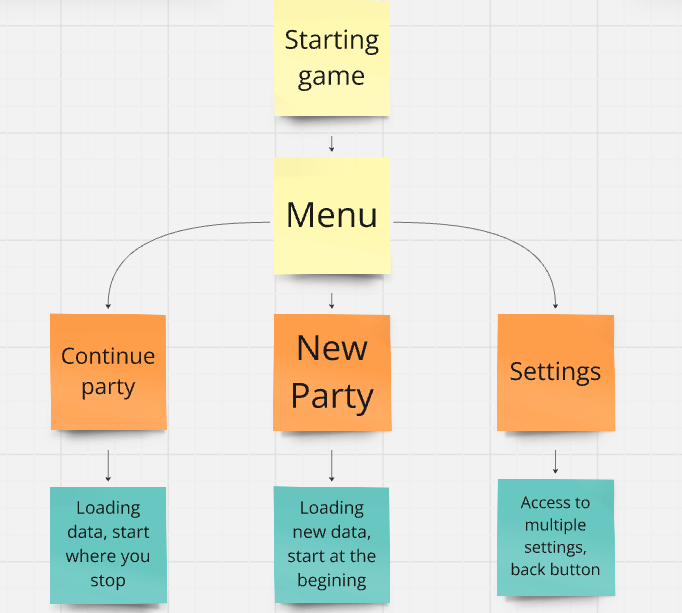 Starting
game
Menu
Continue
party
New
Party
Settings
Loading
data, start
where you
stop
Loading
new data,
start at the
begining
Access to
multiple
settings,
back button